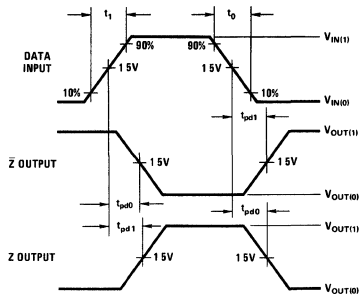 t1
t0
90%
90%
VIN(1)
DATA
INPUT
1 5V
1 5V
10%
10%
VIN(0)
tpd1
VOUT(1)
Z̄ OUTPUT
1 5V
1 5V
tpd0
VOUT(0)
tpd1
tpd0
VOUT(1)
Z OUTPUT
1 5V
1 5V
VOUT(0)